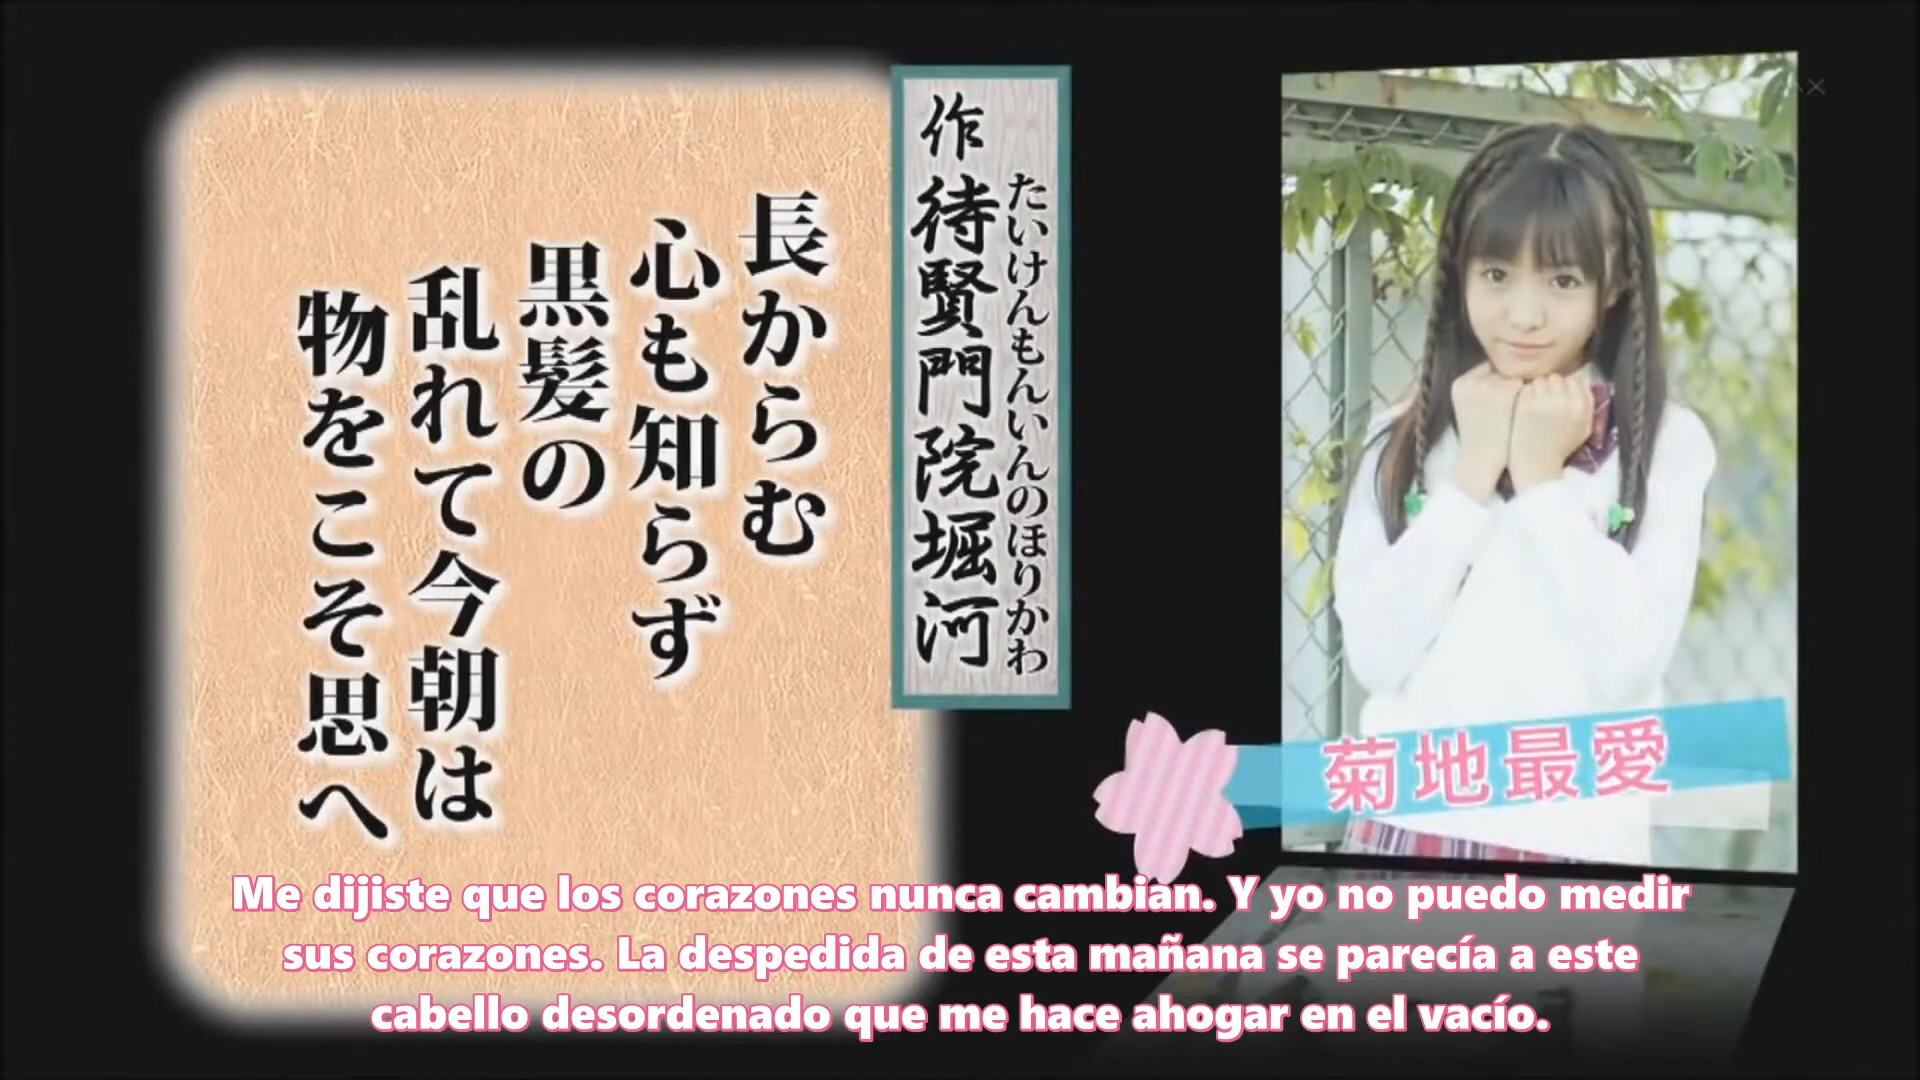 長からむ
心も知らず
黒髪の
乱れて今朝は
物をこそ思へ
作 待賢門院堀河
たいけんもんいんのほりかわ
菊地最愛
Me dijiste que los corazones nunca cambian. Y yo no puedo medir
sus corazones. La despedida de esta mañana se parecía a este
cabello desordenado que me hace ahogar en el vacío.